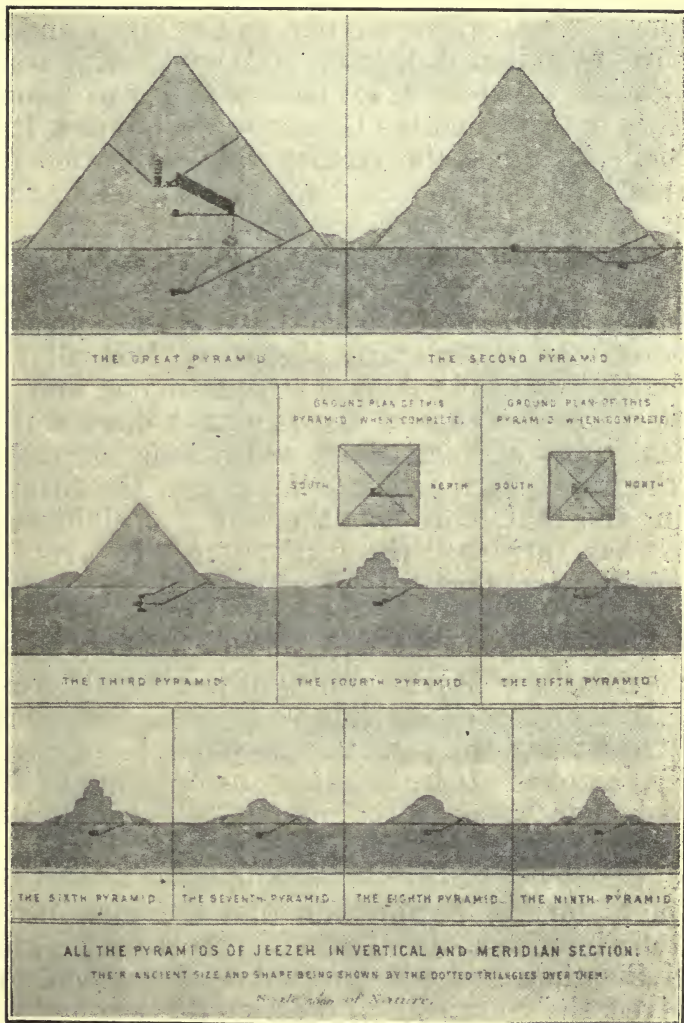 THE GREAT PYRAMID
THE SECOND PYRAMID
GROUND PLAN OF THIS
PYRAMID WHEN COMPLETE.
SOUTH
NORTH
GROUND PLAN OF THIS
PYRAMID WHEN COMPLETE
SOUTH
NORTH
THE THIRD PYRAMID.
THE FOURTH PYRAMID
THE FIFTH PYRAMID
THE SIXTH PYRAMID.
THE SEVENTH PYRAMID.
THE EIGHTH PYRAMID.
THE NINTH PYRAMID
ALL THE PYRAMIDS OF JEEZEH IN VERTICAL AND MERIDIAN SECTION:
THEIR ANCIENT SIZE AND SHAPE BEING SHOWN BY THE DOTTED TRIANGLES OVER THEM.
Scale of Nature.